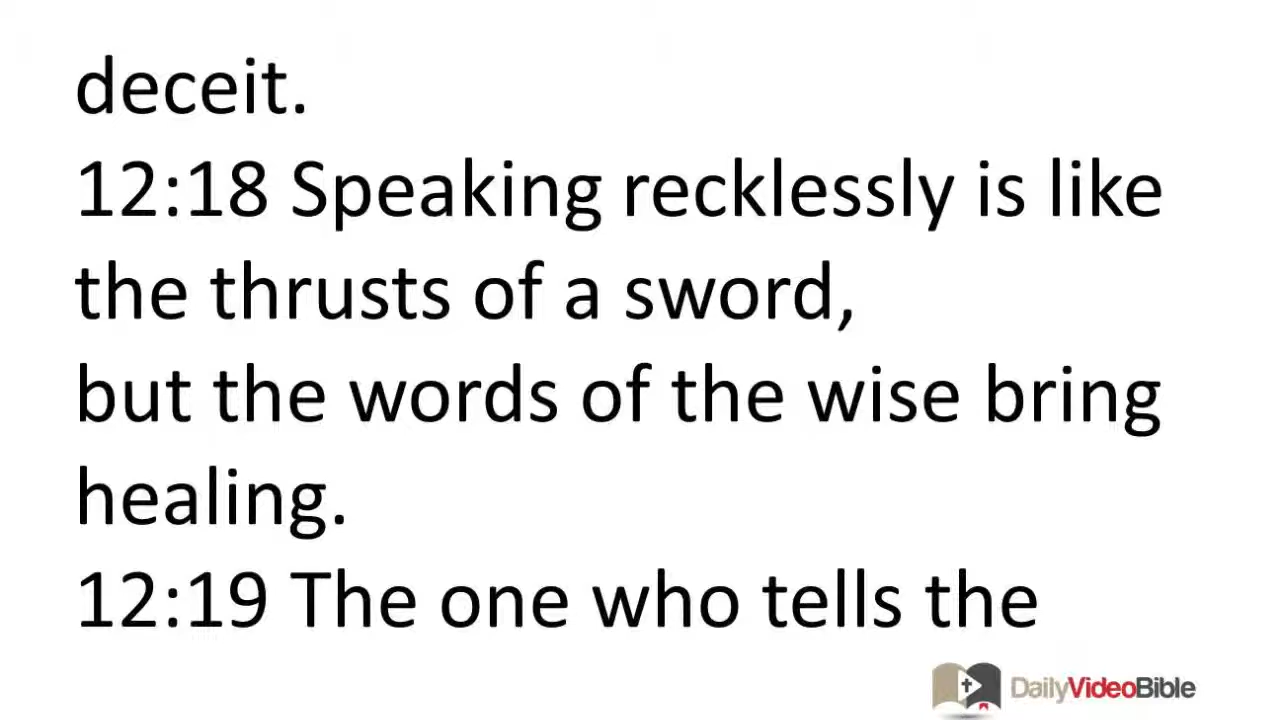 deceit.
12:18 Speaking recklessly is like
the thrusts of a sword,
but the words of the wise bring
healing.
12:19 The one who tells the
DailyVideoBible